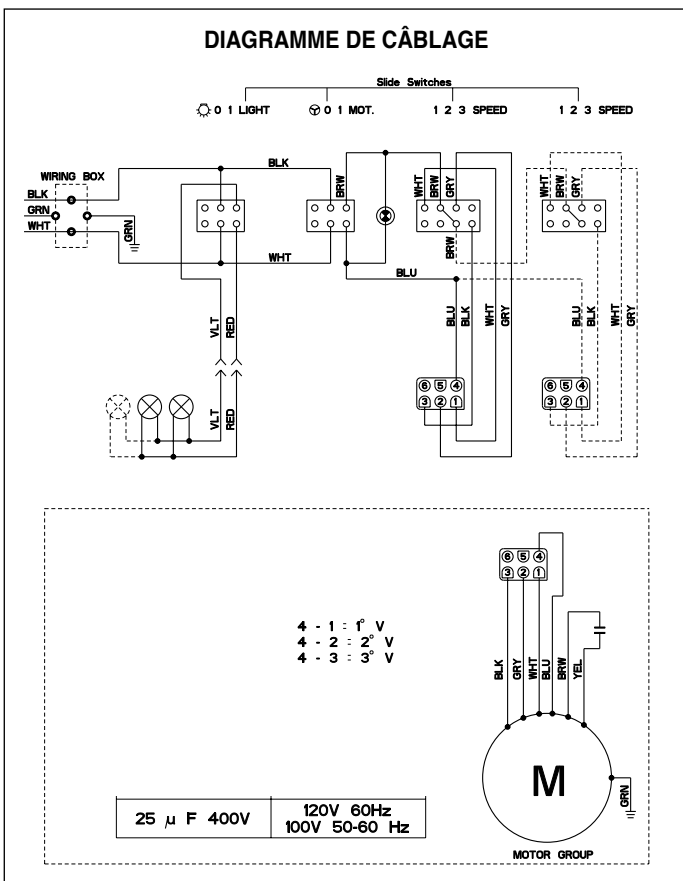 DIAGRAMME DE CÂBLAGE
Slide Switches
0 1 LIGHT
0 1 MOT.
1 2 3 SPEED
1 2 3 SPEED
WIRING BOX
BLK
GRN
WHT
GRN
BLK
WHT
BRW
WHT
BRW
GRY
BRW
WHT
BRW
GRY
BLU
VLT
RED
BLU
BLK
WHT
GRY
BLU
BLK
WHT
GRY
VLT
RED
6 5 4
3 2 1
6 5 4
3 2 1
6 5 4
3 2 1
4 - 1 = 1° V
4 - 2 = 2° V
4 - 3 = 3° V
BLK
GRY
WHT
BLU
BRW
YEL
M
GRN
MOTOR GROUP
25 µ F 400V
120V 60Hz
100V 50-60 Hz